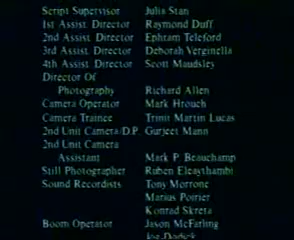 Script Supervisor Julia Stan
1st Assist. Director Raymond Duff
2nd Assist. Director Ephram Teleford
3rd Assist. Director Deborah Verginella
4th Assist. Director Scott Maudsley
Director Of
Photography Richard Allen
Camera Operator Mark Hrouch
Camera Trainee Trinit Martin Lucas
2nd Unit Camera/D.P. Gurjeet Mann
2nd Unit Camera
Assistant Mark P. Beauchamp
Still Photographer Ruben Eleaythambi
Sound Recordists Tony Morrone
Marius Poirier
Konrad Skreta
Boom Operator Jason McFarling